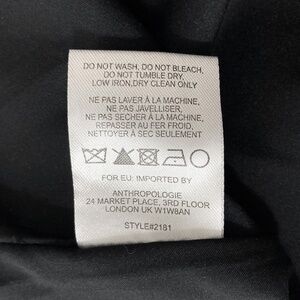 DO NOT WASH, DO NOT BLEACH,
DO NOT TUMBLE DRY,
LOW IRON,DRY CLEAN ONLY
NE PAS LAVER À LA MACHINE,
NE PAS JAVELLISER,
NE PAS SECHER À LA MACHINE,
REPASSER AU FER FROID,
NETTOYER À SEC SEULEMENT
FOR EU: IMPORTED BY
ANTHROPOLOGIE
24 MARKET PLACE, 3RD FLOOR
LONDON UK W1W8AN
STYLE#2181